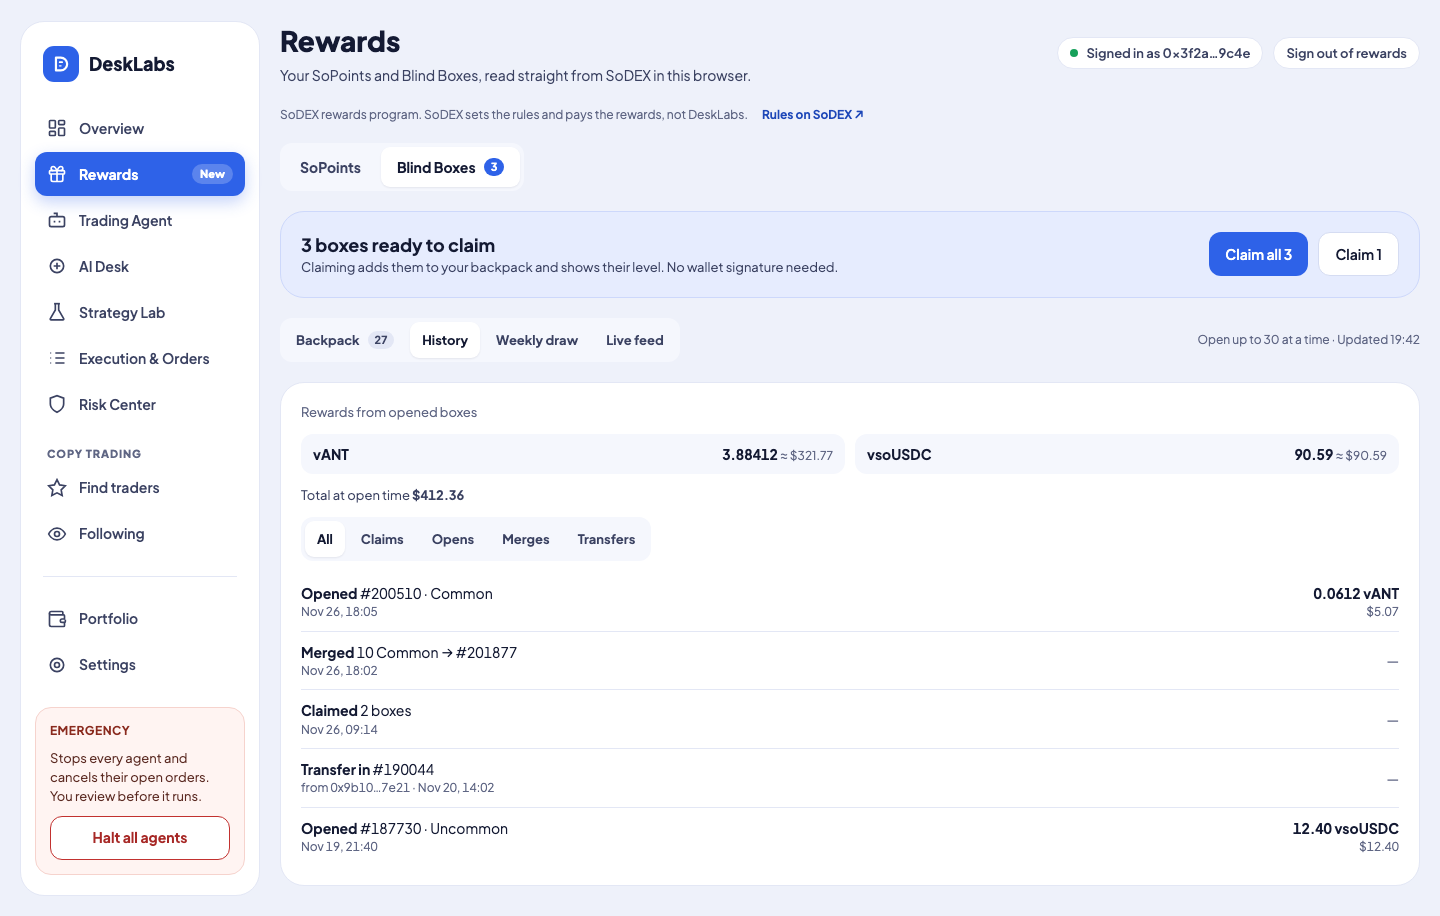 DeskLabs
Overview
Rewards New
Trading Agent
AI Desk
Strategy Lab
Execution & Orders
Risk Center
COPY TRADING
Find traders
Following
Portfolio
Settings
EMERGENCY
Stops every agent and
cancels their open orders.
You review before it runs.
Halt all agents
Rewards
Your SoPoints and Blind Boxes, read straight from SoDEX in this browser.
Signed in as 0×3f2a…9c4e
Sign out of rewards
SoDEX rewards program. SoDEX sets the rules and pays the rewards, not DeskLabs. Rules on SoDEX ↗
SoPoints Blind Boxes 3
3 boxes ready to claim
Claiming adds them to your backpack and shows their level. No wallet signature needed.
Claim all 3 Claim 1
Backpack 27 History Weekly draw Live feed
Open up to 30 at a time · Updated 19:42
Rewards from opened boxes
vANT 3.88412 ≈ $321.77
vsoUSDC 90.59 ≈ $90.59
Total at open time $412.36
All Claims Opens Merges Transfers
Opened #200510 · Common 0.0612 vANT
Nov 26, 18:05 $5.07
Merged 10 Common → #201877
Nov 26, 18:02 —
Claimed 2 boxes
Nov 26, 09:14 —
Transfer in #190044
from 0x9b10…7e21 · Nov 20, 14:02 —
Opened #187730 · Uncommon 12.40 vsoUSDC
Nov 19, 21:40 $12.40